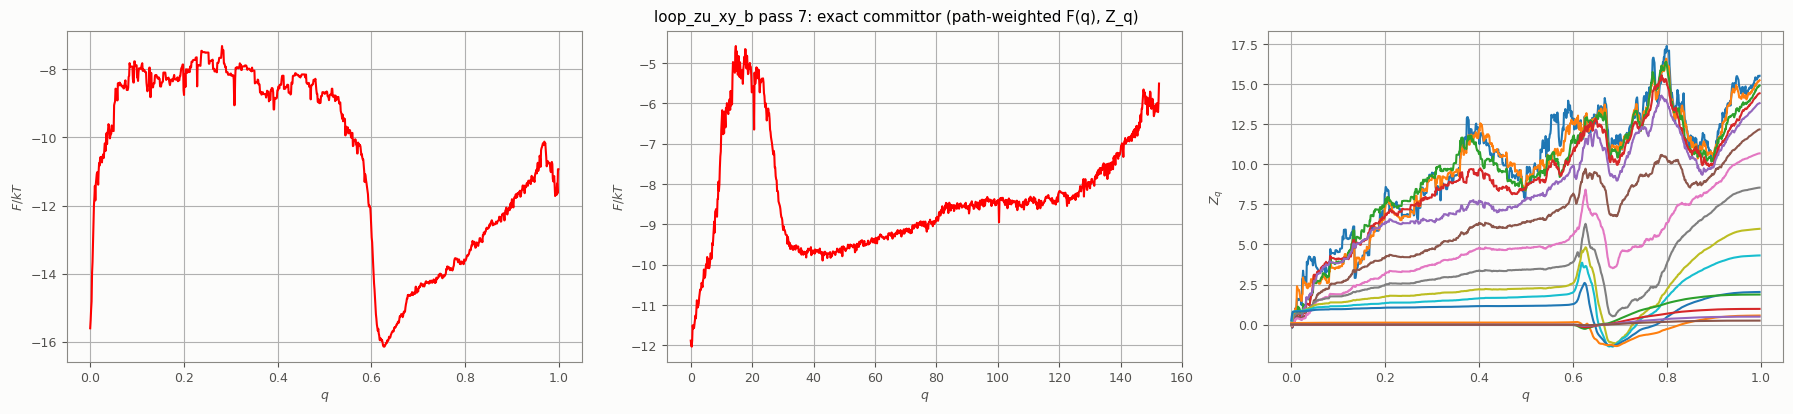 loop_zu_xy_b pass 7: exact committor (path-weighted F(q), Z_q)
F/kT
−8
−10
−12
−14
−16
0.0 0.2 0.4 0.6 0.8 1.0
q
F/kT
−5
−6
−7
−8
−9
−10
−11
−12
0 20 40 60 80 100 120 140 160
q
Z_q
17.5
15.0
12.5
10.0
7.5
5.0
2.5
0.0
0.0 0.2 0.4 0.6 0.8 1.0
q